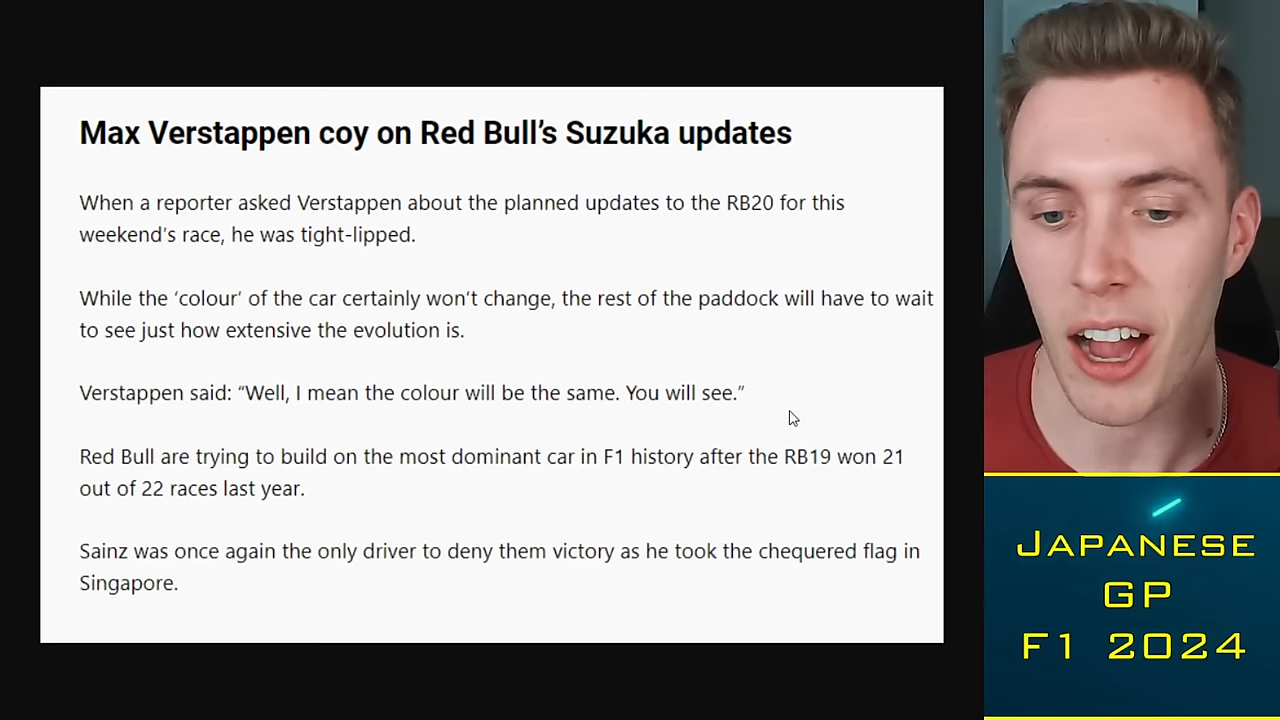 Max Verstappen coy on Red Bull’s Suzuka updates
When a reporter asked Verstappen about the planned updates to the RB20 for this
weekend’s race, he was tight-lipped.
While the ‘colour’ of the car certainly won’t change, the rest of the paddock will have to wait
to see just how extensive the evolution is.
Verstappen said: “Well, I mean the colour will be the same. You will see.”
Red Bull are trying to build on the most dominant car in F1 history after the RB19 won 21
out of 22 races last year.
Sainz was once again the only driver to deny them victory as he took the chequered flag in
Singapore.
JAPANESE
GP
F1 2024